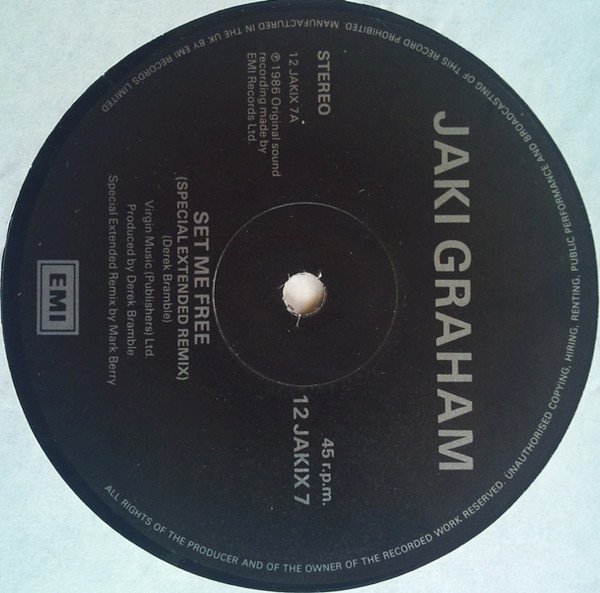 JAKI GRAHAM
STEREO
12 JAKIX 7A
℗ 1986 Original sound
recording made by
EMI Records Ltd.
45 r.p.m.
12 JAKIX 7
SET ME FREE
(SPECIAL EXTENDED REMIX)
(Derek Bramble)
Virgin Music (Publishers) Ltd.
Produced by Derek Bramble
Special Extended Remix by Mark Berry
EMI
ALL RIGHTS OF THE PRODUCER AND OF THE OWNER OF THE RECORDED WORK RESERVED. UNAUTHORISED COPYING, HIRING, RENTING, PUBLIC PERFORMANCE AND BROADCASTING OF THIS RECORD PROHIBITED. MANUFACTURED IN THE UK BY EMI RECORDS LIMITED